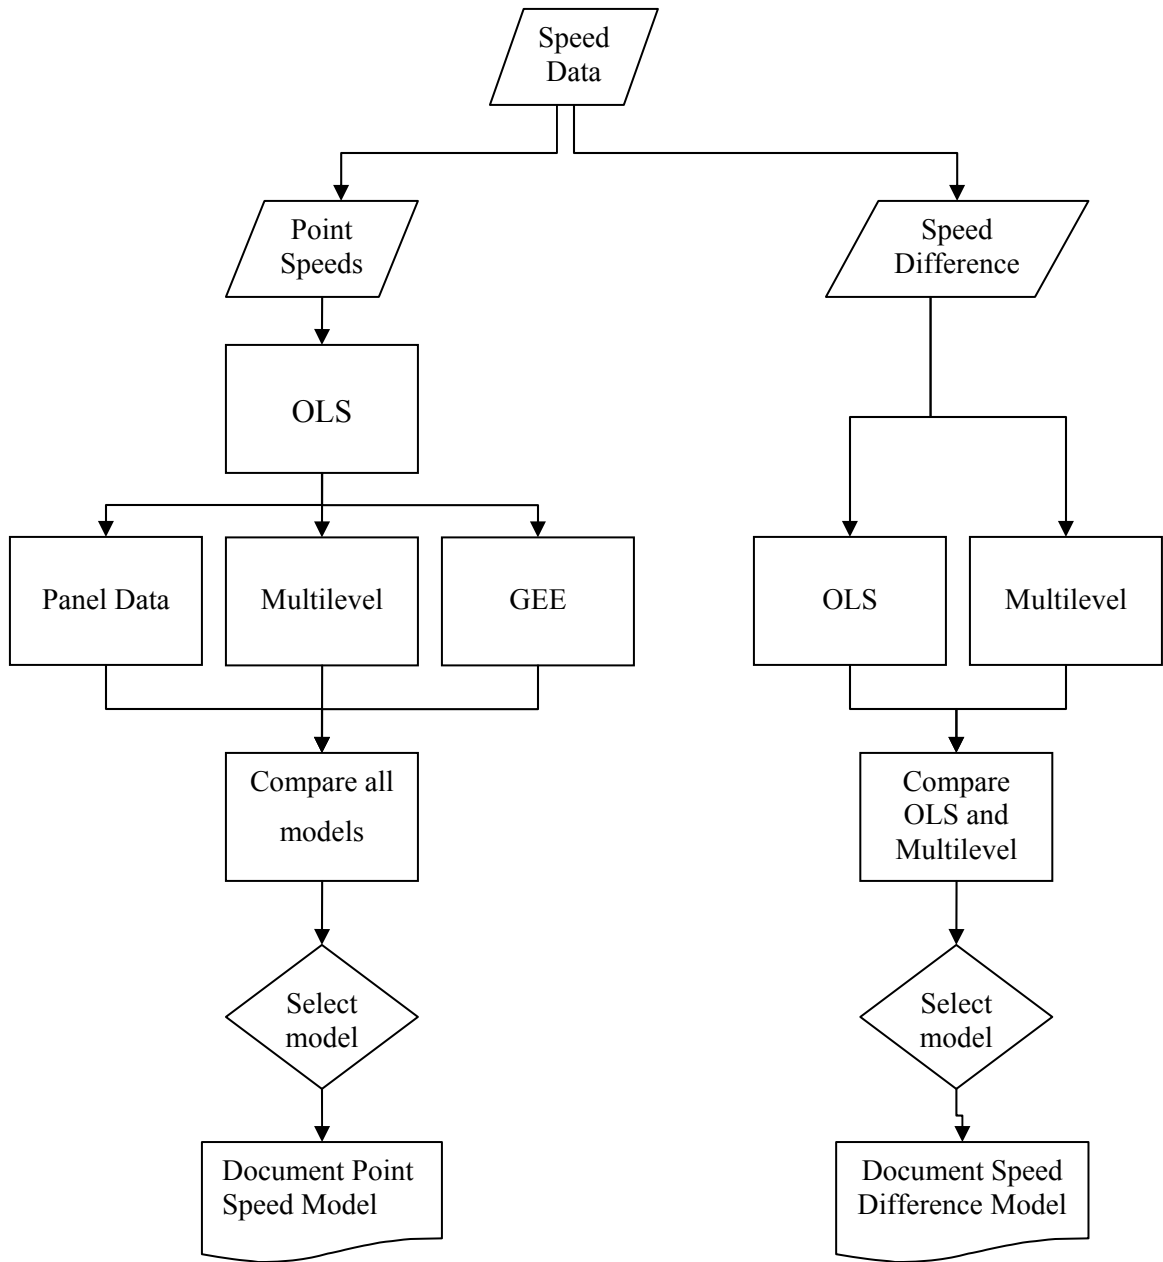 Speed
Data
Point
Speeds
Speed
Difference
OLS
Panel Data
Multilevel
GEE
OLS
Multilevel
Compare all
models
Compare
OLS and
Multilevel
Select
model
Select
model
Document Point
Speed Model
Document Speed
Difference Model